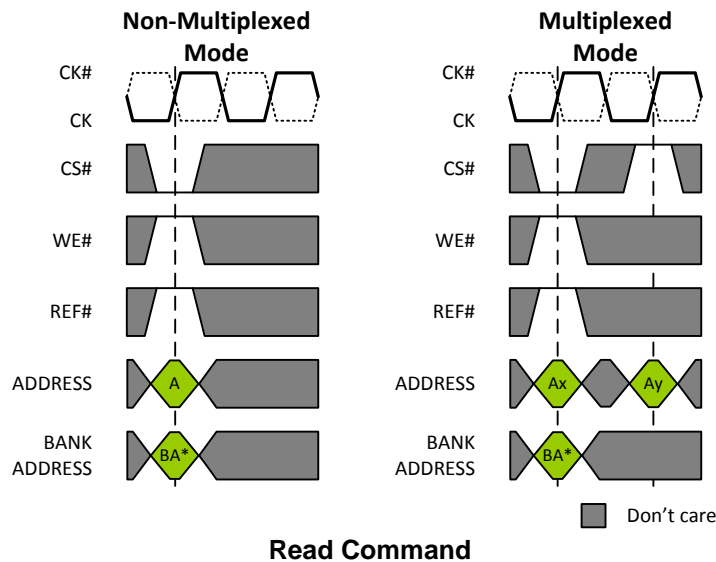 Non-Multiplexed
Mode
CK#
CK
CS#
WE#
REF#
ADDRESS
A
BANK
ADDRESS
BA*
Multiplexed
Mode
CK#
CK
CS#
WE#
REF#
ADDRESS
Ax
Ay
BANK
ADDRESS
BA*
Don't care
Read Command